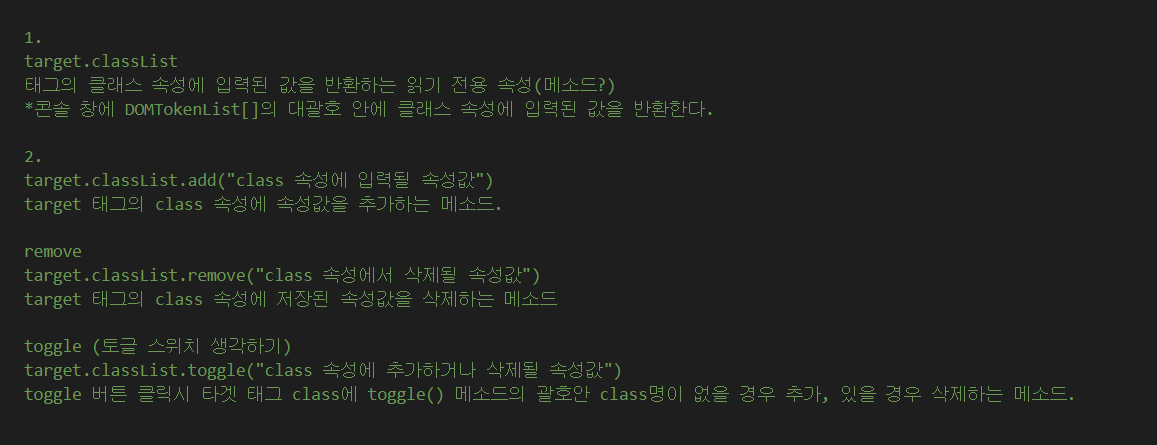 1.
target.classList
태그의 클래스 속성에 입력된 값을 반환하는 읽기 전용 속성(메소드?)
*콘솔 창에 DOMTokenList[]의 대괄호 안에 클래스 속성에 입력된 값을 반환한다.
2.
target.classList.add("class 속성에 입력될 속성값")
target 태그의 class 속성에 속성값을 추가하는 메소드.
remove
target.classList.remove("class 속성에서 삭제될 속성값")
target 태그의 class 속성에 저장된 속성값을 삭제하는 메소드
toggle (토글 스위치 생각하기)
target.classList.toggle("class 속성에 추가하거나 삭제될 속성값")
toggle 버튼 클릭시 타겟 태그 class에 toggle() 메소드의 괄호안 class명이 없을 경우 추가, 있을 경우 삭제하는 메소드.